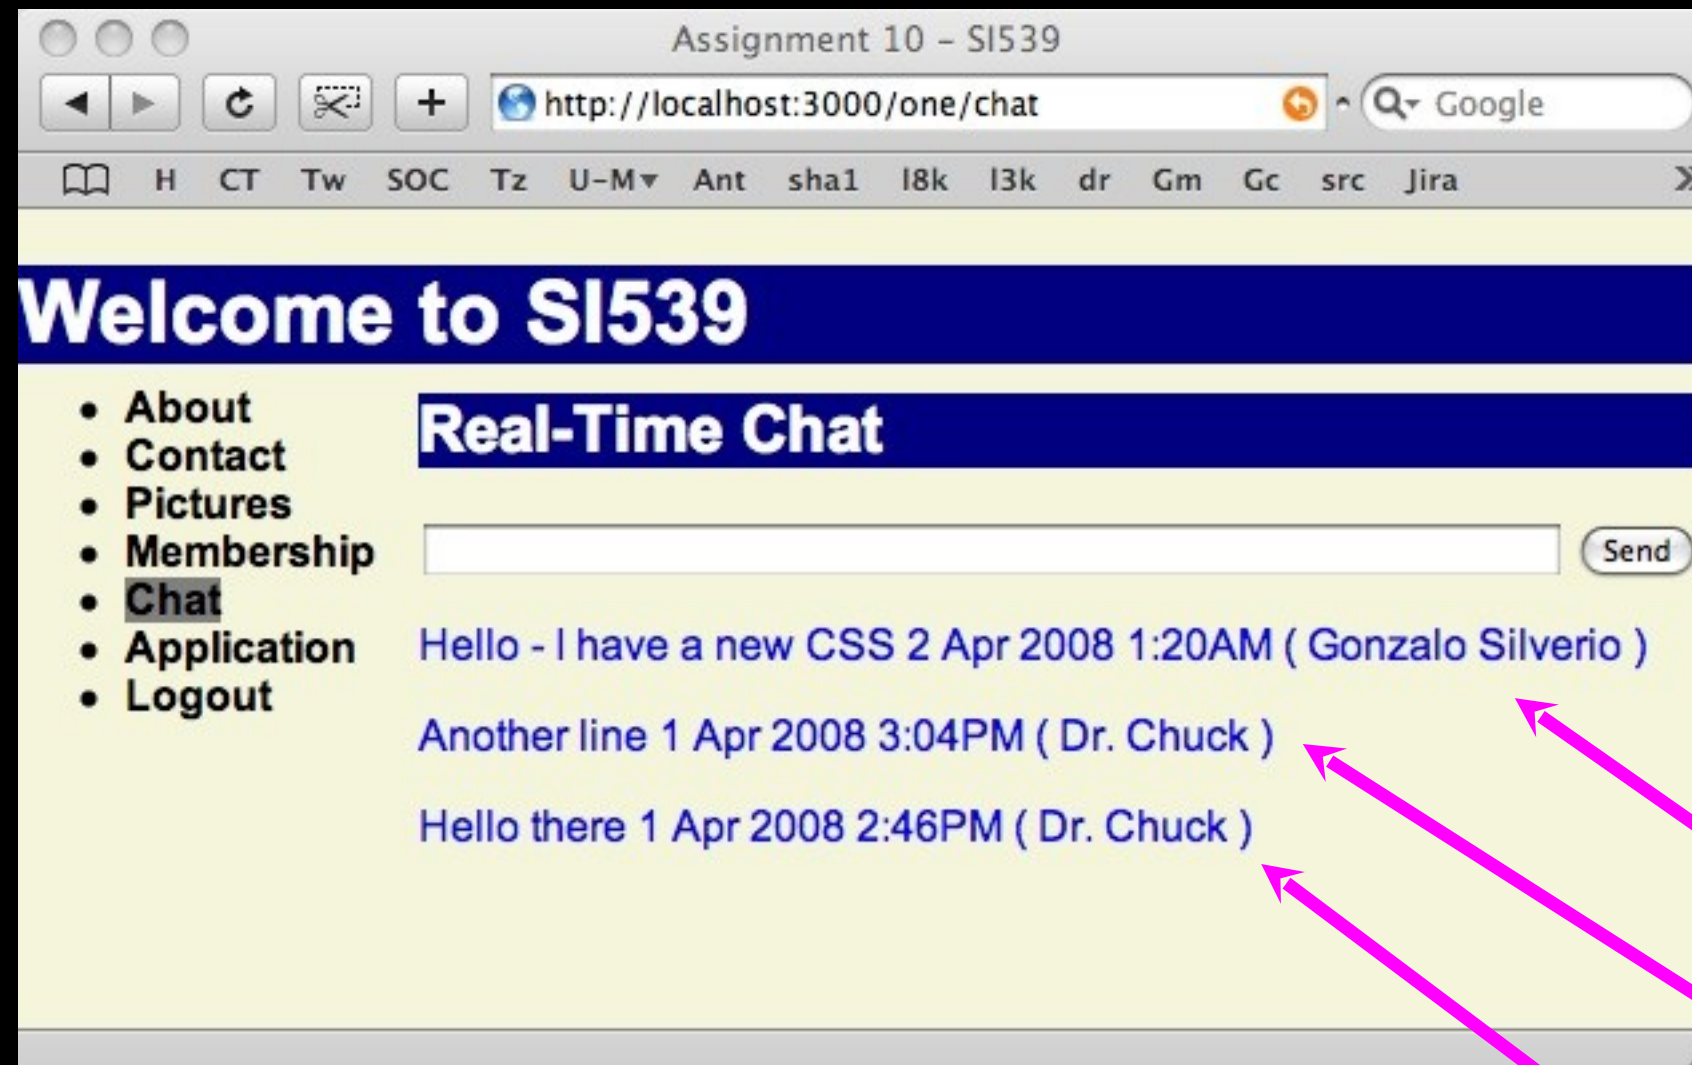 Assignment 10 – SI539
http://localhost:3000/one/chat
Google
H CT Tw SOC Tz U-M▾ Ant sha1 l8k l3k dr Gm Gc src Jira »
Welcome to SI539
• About
• Contact
• Pictures
• Membership
• Chat
• Application
• Logout
Real-Time Chat
Send
Hello - I have a new CSS 2 Apr 2008 1:20AM ( Gonzalo Silverio )
Another line 1 Apr 2008 3:04PM ( Dr. Chuck )
Hello there 1 Apr 2008 2:46PM ( Dr. Chuck )